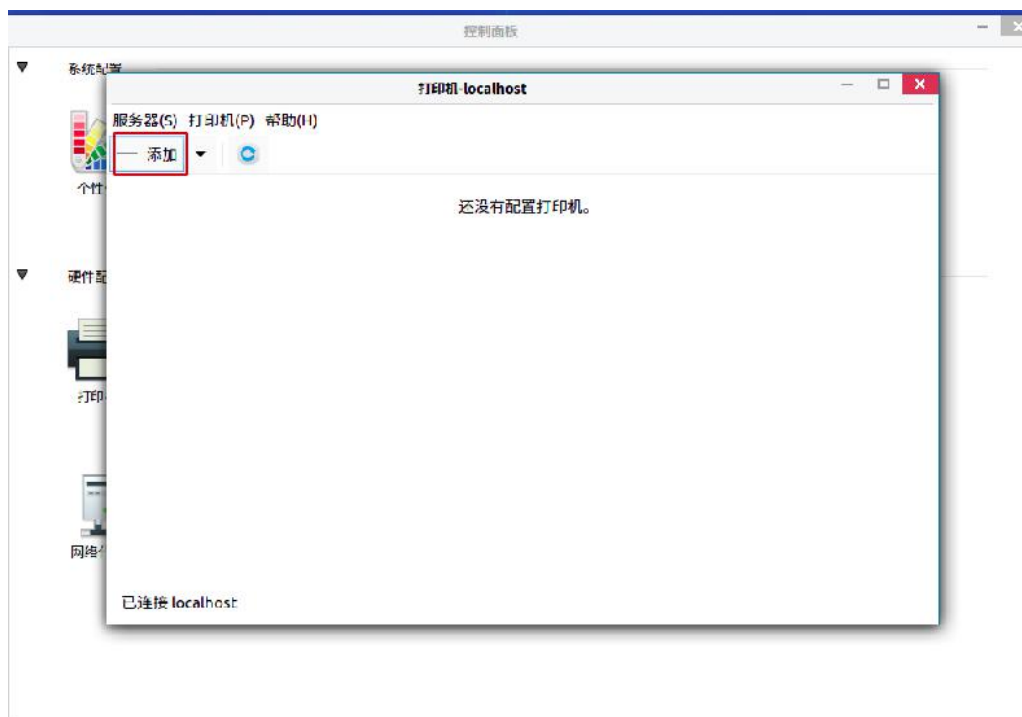 控制面板
系统配置
打印机-localhost
服务器(S) 打印机(P) 帮助(H)
添加
个性
还没有配置打印机。
硬件配
打印
网络
已连接 localhost